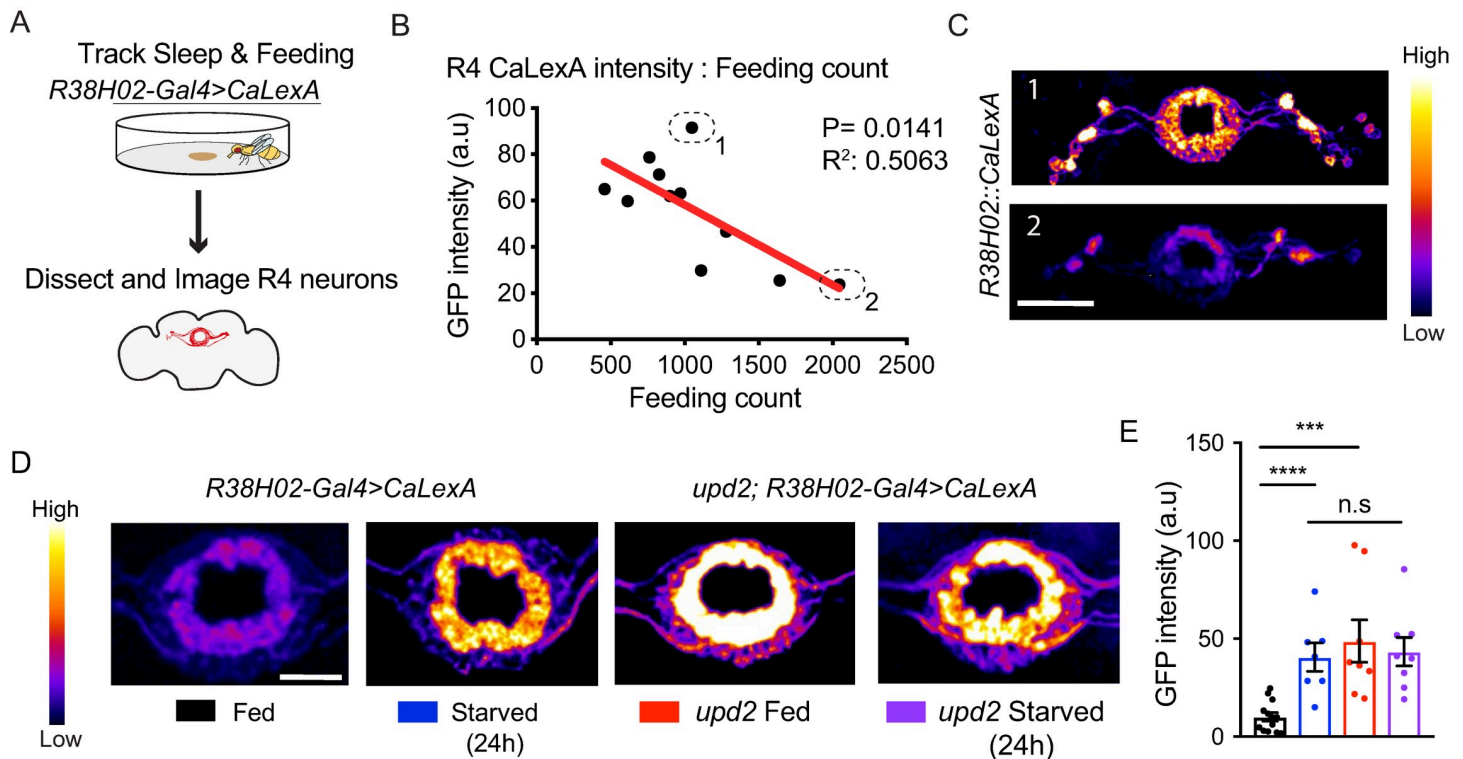 A
Track Sleep & Feeding
R38H02-Gal4>CaLexA
Dissect and Image R4 neurons
B
R4 CaLexA intensity : Feeding count
P= 0.0141
R²: 0.5063
GFP intensity (a.u)
100
80
60
40
20
0
1
2
0 500 1000 1500 2000 2500
Feeding count
C
R38H02::CaLexA
1
2
High
Low
D
R38H02-Gal4>CaLexA
upd2; R38H02-Gal4>CaLexA
High
Low
Fed
Starved
(24h)
upd2 Fed
upd2 Starved
(24h)
E
GFP intensity (a.u)
150
100
50
0
***
****
n.s